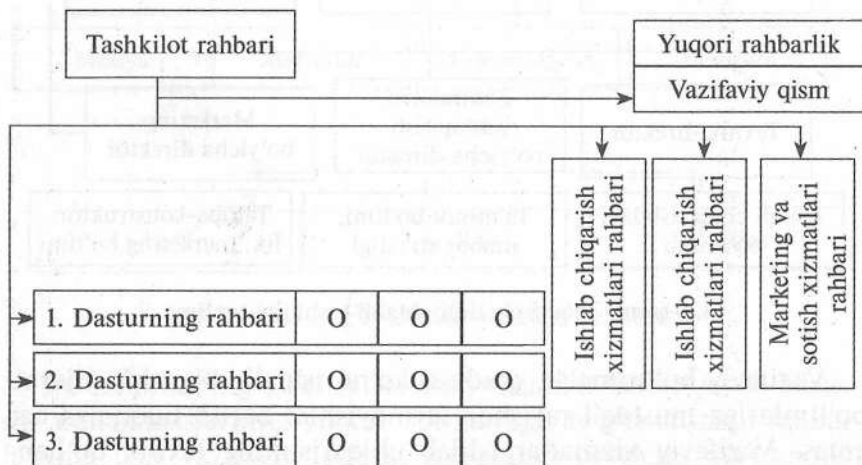 Tashkilot rahbari
Yuqori rahbarlik
Vazifaviy qism
Ishlab chiqarish
xizmatlari rahbari
Ishlab chiqarish
xizmatlari rahbari
Marketing va
sotish xizmatlari
rahbari
1. Dasturning rahbari O O O
2. Dasturning rahbari O O O
3. Dasturning rahbari O O O